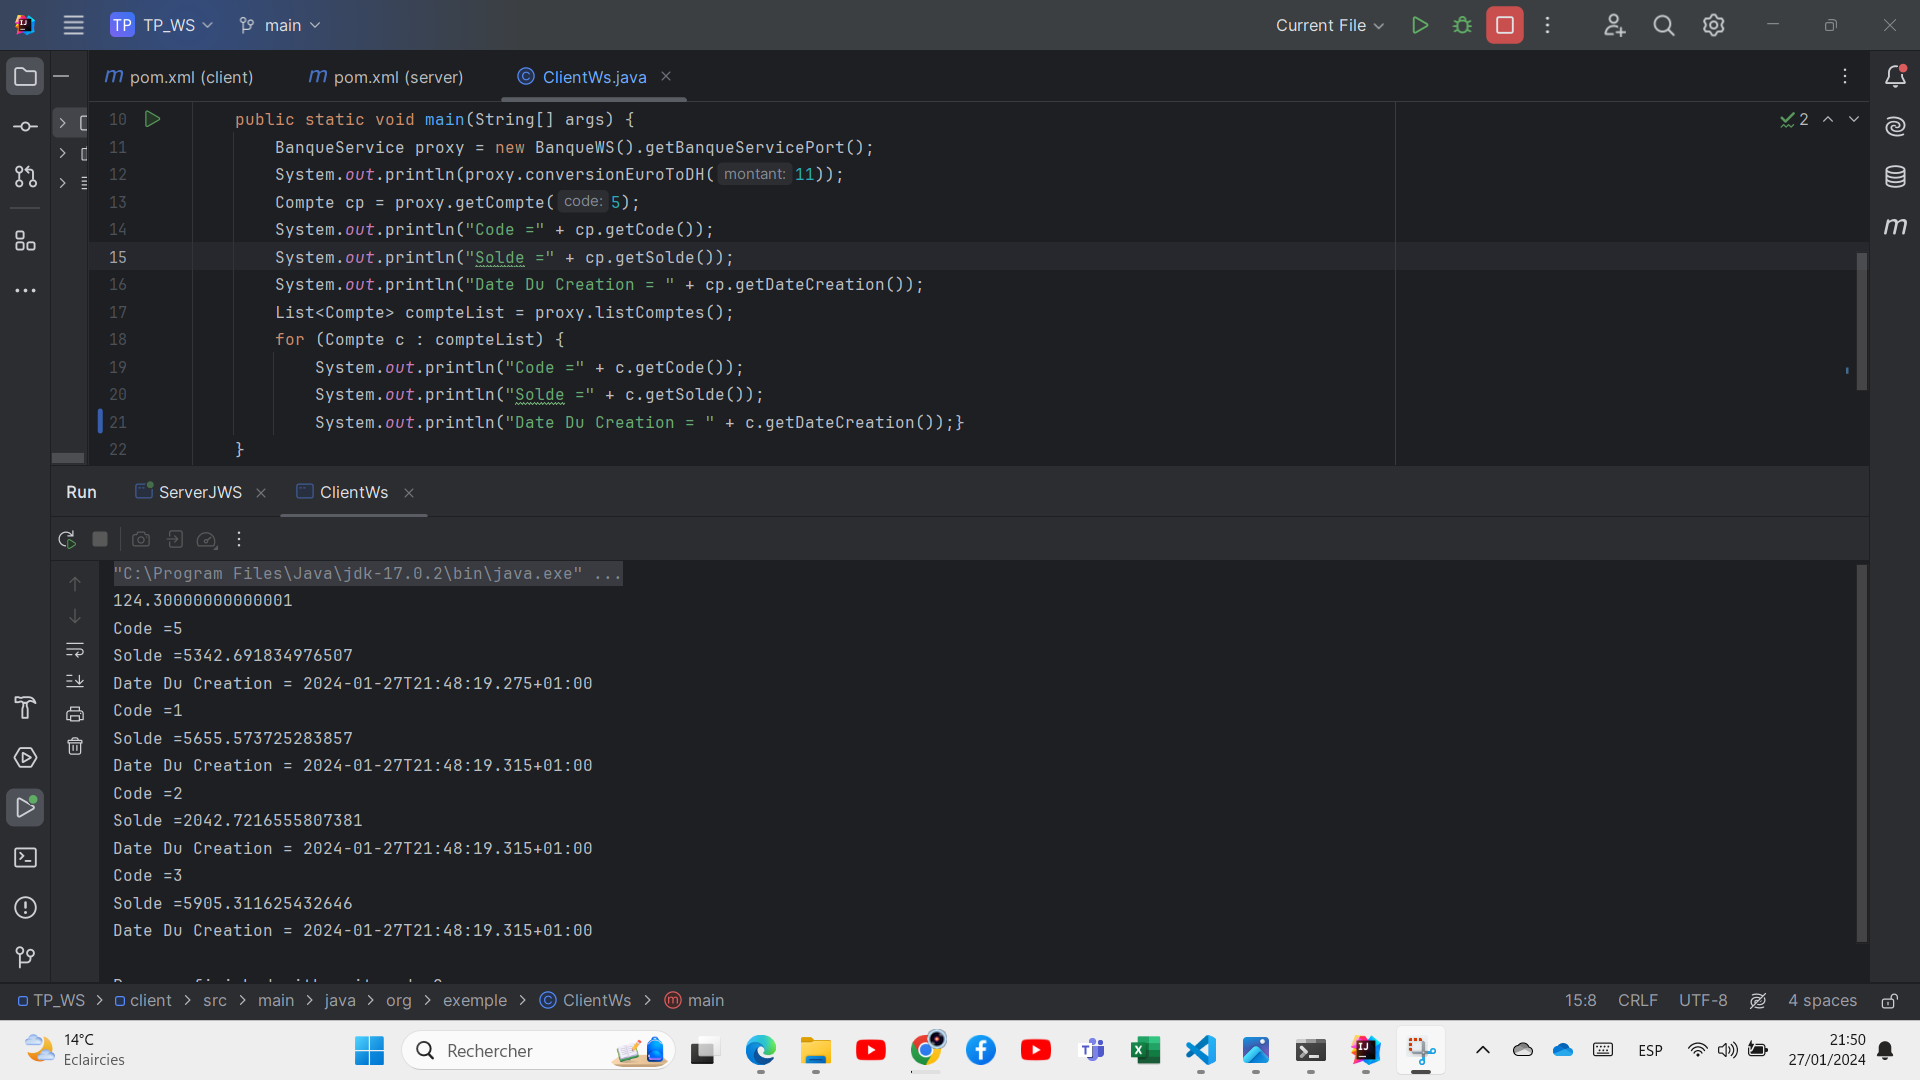 TP TP_WS main Current File
pom.xml (client) pom.xml (server) ClientWs.java
10 public static void main(String[] args) { 2
11 BanqueService proxy = new BanqueWS().getBanqueServicePort();
12 System.out.println(proxy.conversionEuroToDH( montant: 11));
13 Compte cp = proxy.getCompte( code: 5);
14 System.out.println("Code =" + cp.getCode());
15 System.out.println("Solde =" + cp.getSolde());
16 System.out.println("Date Du Creation = " + cp.getDateCreation());
17 List<Compte> compteList = proxy.listComptes();
18 for (Compte c : compteList) {
19 System.out.println("Code =" + c.getCode());
20 System.out.println("Solde =" + c.getSolde());
21 System.out.println("Date Du Creation = " + c.getDateCreation());}
22 }
Run ServerJWS ClientWs
"C:\Program Files\Java\jdk-17.0.2\bin\java.exe" ...
124.30000000000001
Code =5
Solde =5342.691834976507
Date Du Creation = 2024-01-27T21:48:19.275+01:00
Code =1
Solde =5655.573725283857
Date Du Creation = 2024-01-27T21:48:19.315+01:00
Code =2
Solde =2042.7216555807381
Date Du Creation = 2024-01-27T21:48:19.315+01:00
Code =3
Solde =5905.311625432646
Date Du Creation = 2024-01-27T21:48:19.315+01:00
TP_WS > client > src > main > java > org > exemple > ClientWs > main 15:8 CRLF UTF-8 4 spaces
14°C
Eclaircies
Rechercher
ESP
21:50
27/01/2024